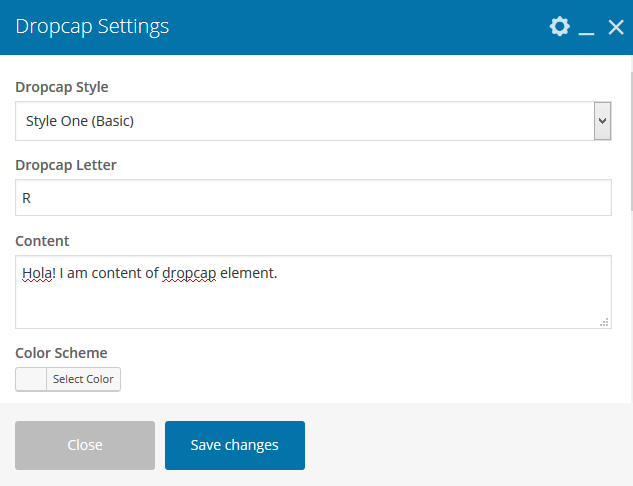 Dropcap Settings
Dropcap Style
Style One (Basic)
Dropcap Letter
R
Content
Hola! I am content of dropcap element.
Color Scheme
Select Color
Close
Save changes